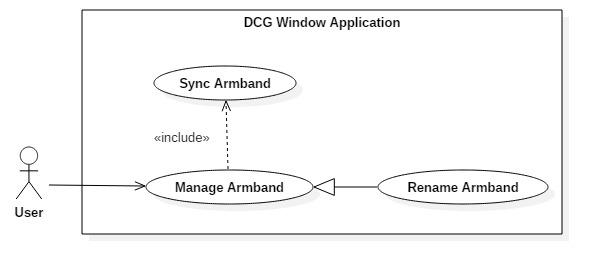 DCG Window Application
Sync Armband
«include»
Manage Armband
Rename Armband
User